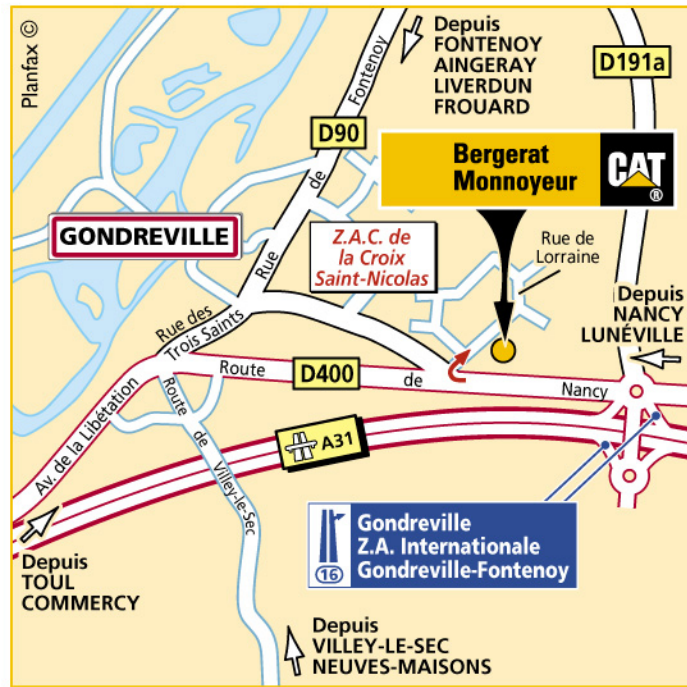 Planfax ©
Depuis
FONTENOY
AINGERAY
LIVERDUN
FROUARD
D191a
Rue de Fontenoy
D90
Bergerat
Monnoyeur
CAT
®
GONDREVILLE
Z.A.C. de
la Croix
Saint-Nicolas
Rue de
Lorraine
Rue des
Trois Saints
Depuis
NANCY
LUNÉVILLE
Route de Nancy
D400
Av. de la Libétation
Route de Villey-le-Sec
A31
16
Gondreville
Z.A. Internationale
Gondreville-Fontenoy
Depuis
TOUL
COMMERCY
Depuis
VILLEY-LE-SEC
NEUVES-MAISONS